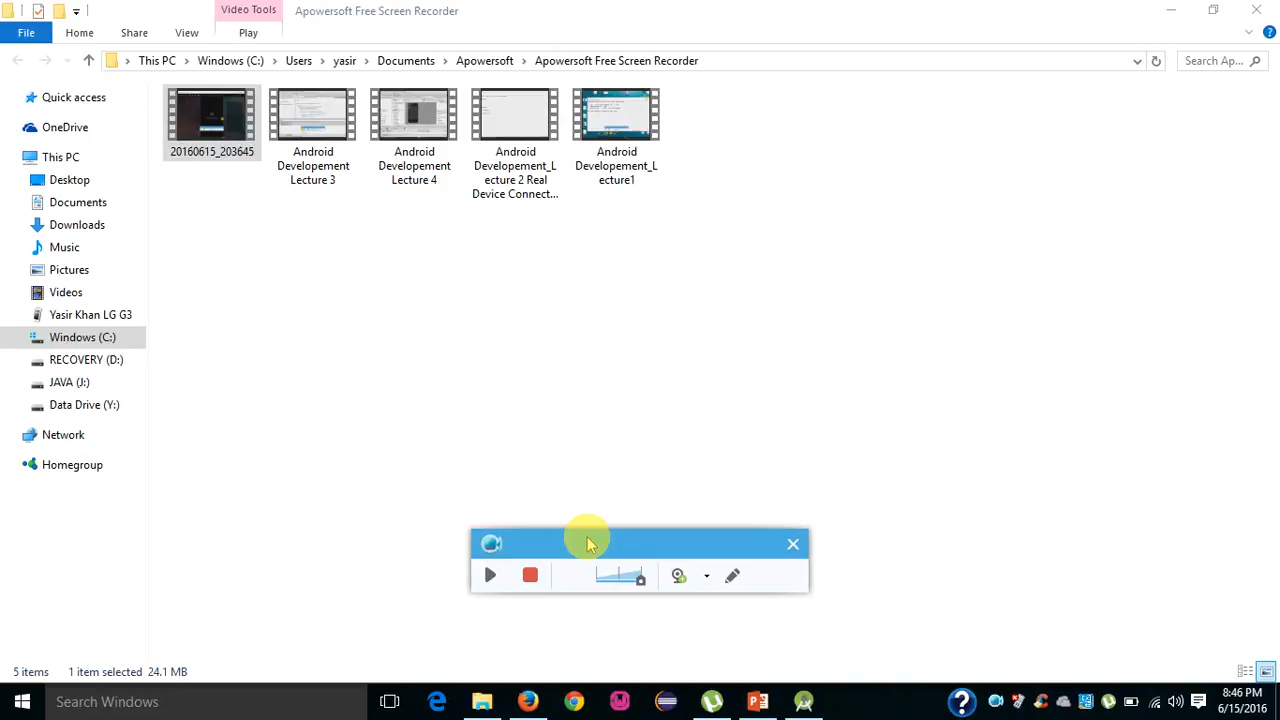 Video Tools
Apowersoft Free Screen Recorder
File
Home
Share
View
Play
This PC
Windows (C:)
Users
yasir
Documents
Apowersoft
Apowersoft Free Screen Recorder
Search Ap...
Quick access
OneDrive
This PC
Desktop
Documents
Downloads
Music
Pictures
Videos
Yasir Khan LG G3
Windows (C:)
RECOVERY (D:)
JAVA (J:)
Data Drive (Y:)
Network
Homegroup
20160615_203645
Android
Developement
Lecture 3
Android
Developement
Lecture 4
Android
Developement_L
ecture 2 Real
Device Connect...
Android
Developement_L
ecture1
5 items
1 item selected 24.1 MB
Search Windows
8:46 PM
6/15/2016